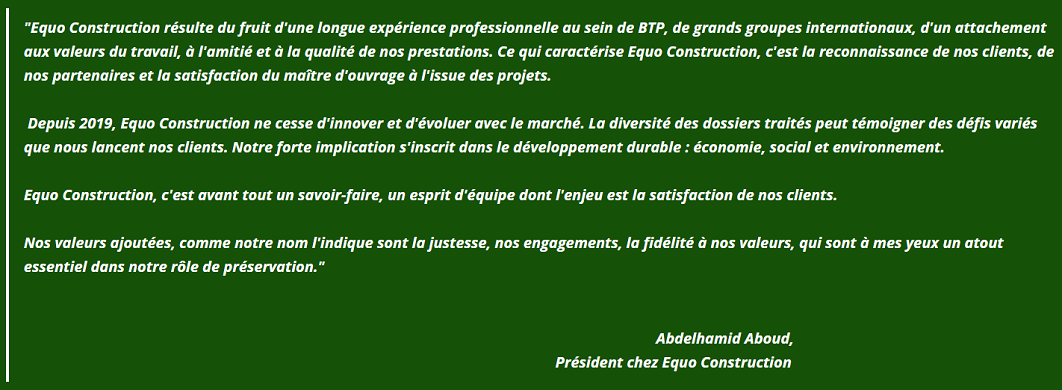 "Equo Construction résulte du fruit d'une longue expérience professionnelle au sein de BTP, de grands groupes internationaux, d'un attachement
aux valeurs du travail, à l'amitié et à la qualité de nos prestations. Ce qui caractérise Equo Construction, c'est la reconnaissance de nos clients, de
nos partenaires et la satisfaction du maître d'ouvrage à l'issue des projets.
Depuis 2019, Equo Construction ne cesse d'innover et d'évoluer avec le marché. La diversité des dossiers traités peut témoigner des défis variés
que nous lancent nos clients. Notre forte implication s'inscrit dans le développement durable : économie, social et environnement.
Equo Construction, c'est avant tout un savoir-faire, un esprit d'équipe dont l'enjeu est la satisfaction de nos clients.
Nos valeurs ajoutées, comme notre nom l'indique sont la justesse, nos engagements, la fidélité à nos valeurs, qui sont à mes yeux un atout
essentiel dans notre rôle de préservation."
Abdelhamid Aboud,
Président chez Equo Construction